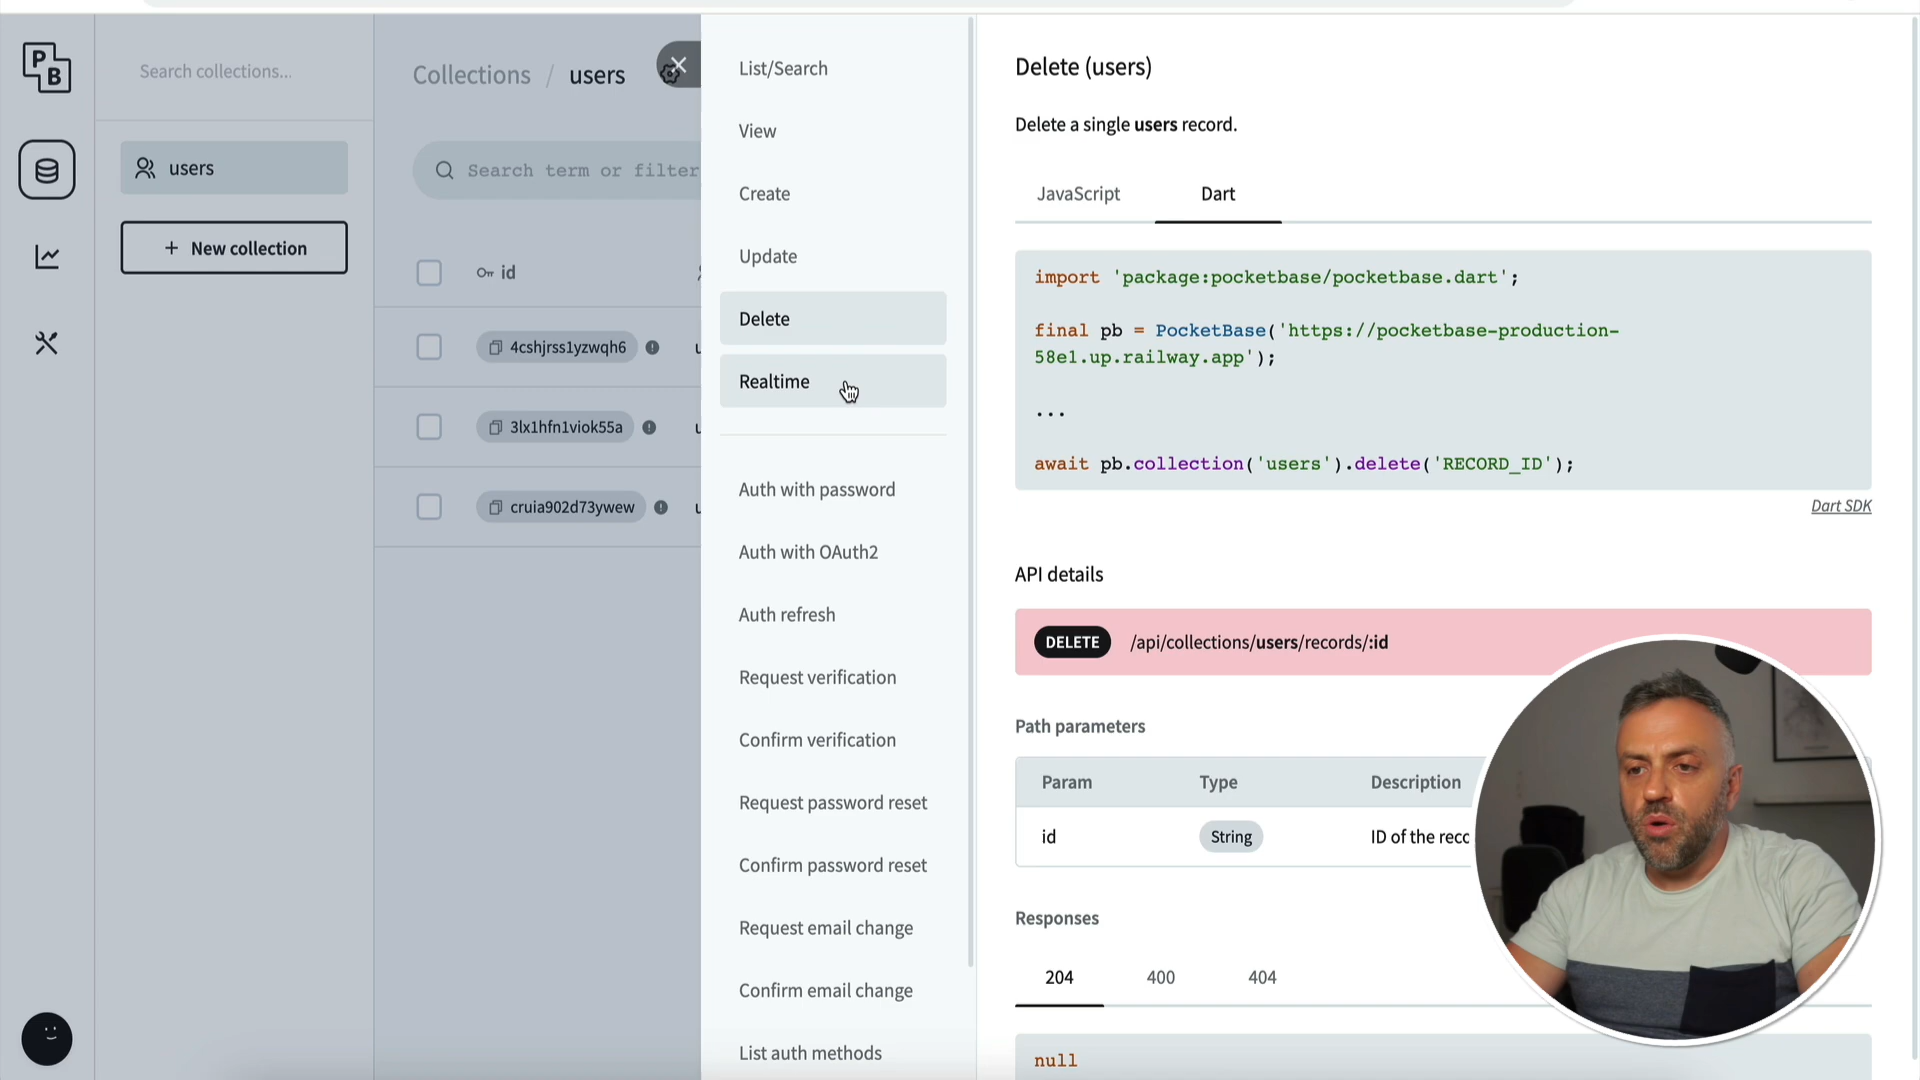 P
B
Search collections...
users
+ New collection
Collections / users
Search term or filter
id
4cshjrss1yzwqh6
3lx1hfn1viok55a
cruia902d73ywew
List/Search
View
Create
Update
Delete
Realtime
Auth with password
Auth with OAuth2
Auth refresh
Request verification
Confirm verification
Request password reset
Confirm password reset
Request email change
Confirm email change
List auth methods
Delete (users)
Delete a single users record.
JavaScript Dart
import 'package:pocketbase/pocketbase.dart';
final pb = PocketBase('https://pocketbase-production-
58e1.up.railway.app');
...
await pb.collection('users').delete('RECORD_ID');
Dart SDK
API details
DELETE /api/collections/users/records/:id
Path parameters
Param Type Description
id String ID of the reco
Responses
204 400 404
null